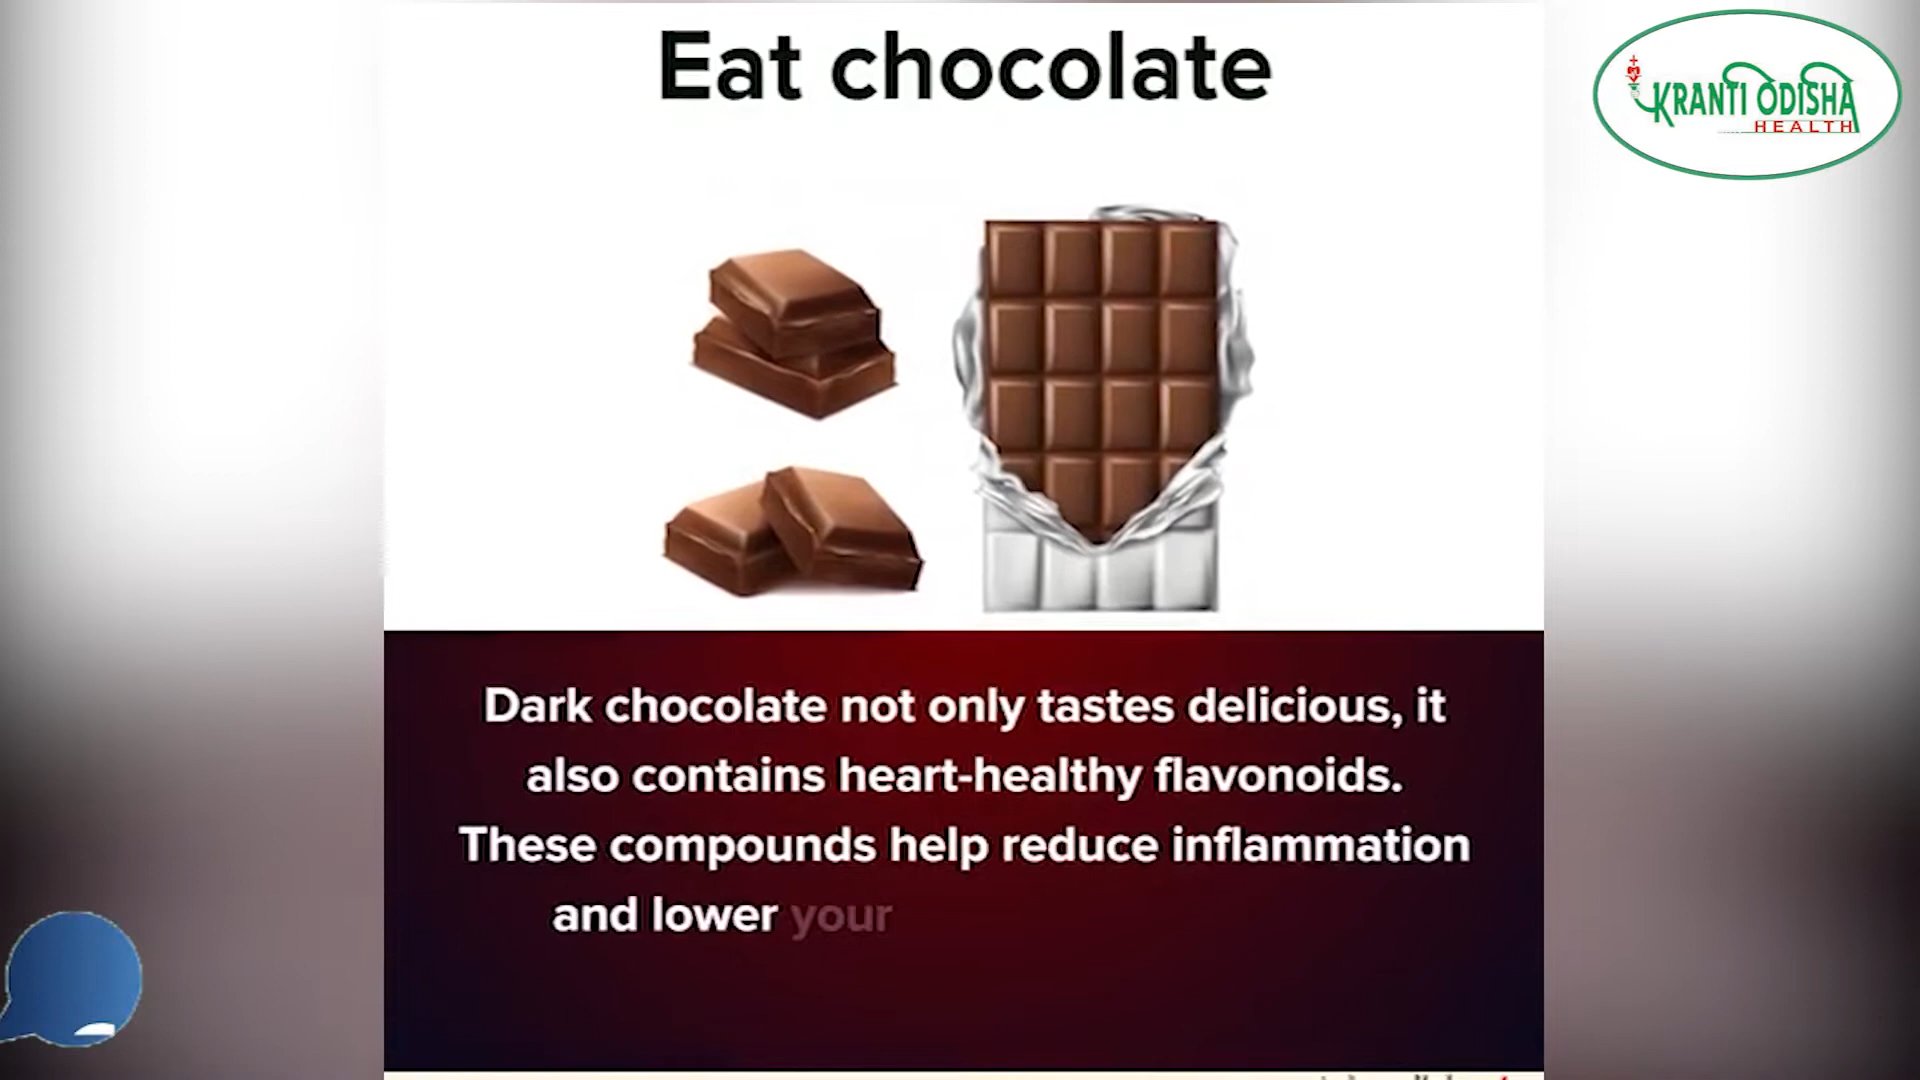 Eat chocolate
KRANTI ODISHA
HEALTH
Dark chocolate not only tastes delicious, it
also contains heart-healthy flavonoids.
These compounds help reduce inflammation
and lower your